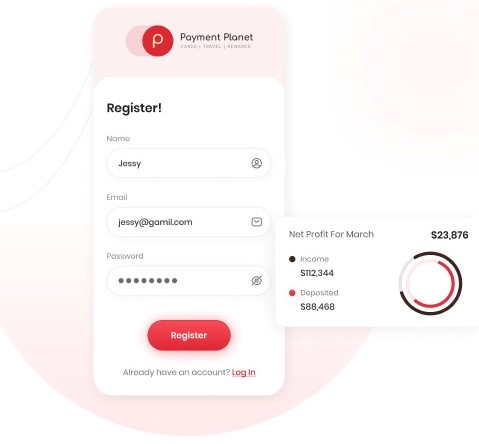 Payment Planet
CARDS | TRAVEL | REWARDS
Register!
Name
Jessy
Email
jessy@gamil.com
Password
Register
Already have an account? Log In
Net Profit For March
$23,876
Income
$112,344
Deposited
$88,468